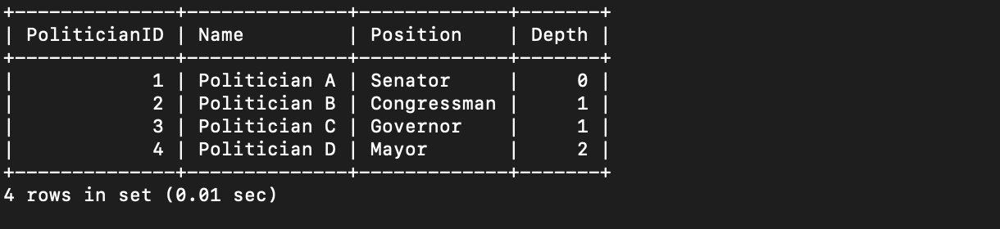 +--------------+--------------+-------------+-------+
| PoliticianID | Name         | Position    | Depth |
+--------------+--------------+-------------+-------+
|            1 | Politician A | Senator     |     0 |
|            2 | Politician B | Congressman |     1 |
|            3 | Politician C | Governor    |     1 |
|            4 | Politician D | Mayor       |     2 |
+--------------+--------------+-------------+-------+
4 rows in set (0.01 sec)